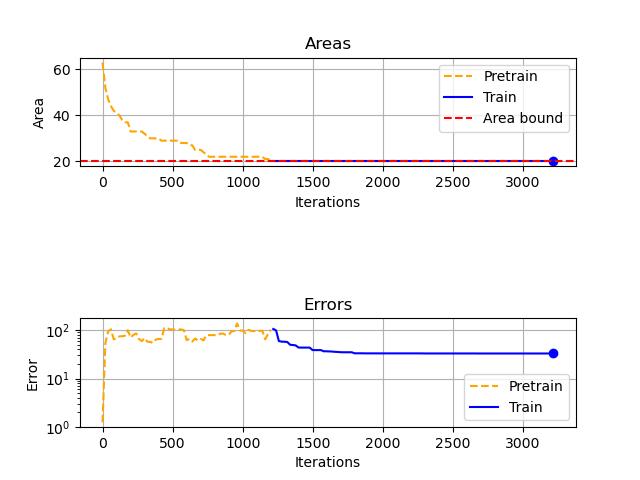 Areas
Area
60
40
20
Pretrain
Train
Area bound
0 500 1000 1500 2000 2500 3000
Iterations
Errors
Error
10²
10¹
10⁰
Pretrain
Train
0 500 1000 1500 2000 2500 3000
Iterations